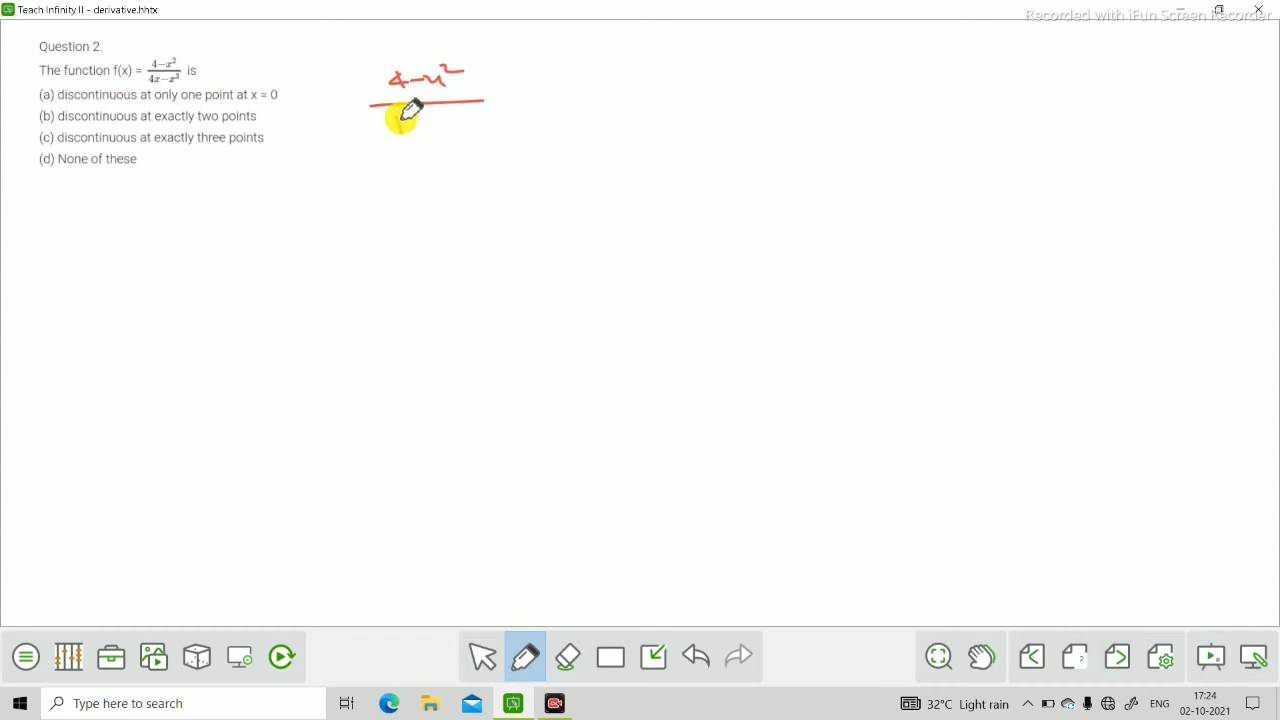 Teach Infinity II - derivative.hhtx
Recorded with iFun Screen Recorder
Question 2.
The function f(x) = \frac{4−x²}{4x−x³} is
(a) discontinuous at only one point at x = 0
(b) discontinuous at exactly two points
(c) discontinuous at exactly three points
(d) None of these
4−x²
2
Type here to search
32°C Light rain
ENG
17:24
02-10-2021